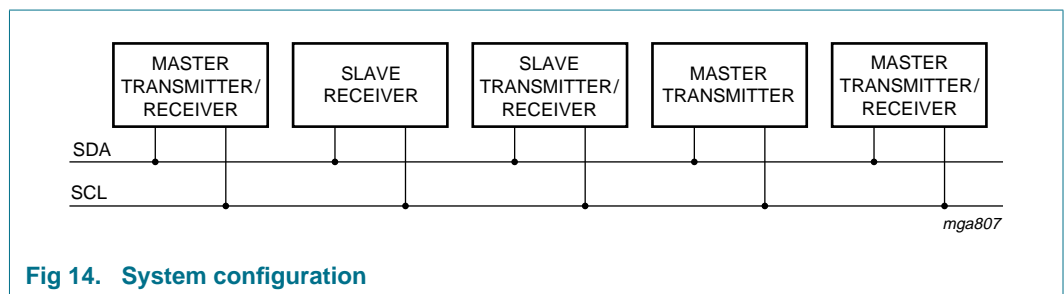 MASTER
TRANSMITTER/
RECEIVER
SLAVE
RECEIVER
SLAVE
TRANSMITTER/
RECEIVER
MASTER
TRANSMITTER
MASTER
TRANSMITTER/
RECEIVER
SDA
SCL
mga807
Fig 14. System configuration